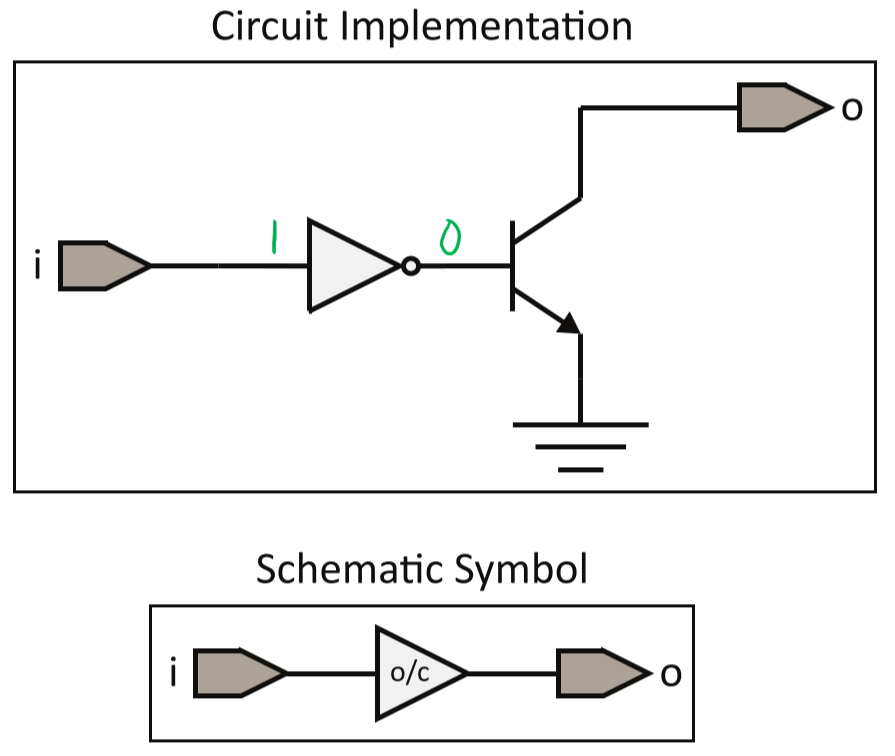 Circuit Implementation
o
1 0
i
Schematic Symbol
i o/c o